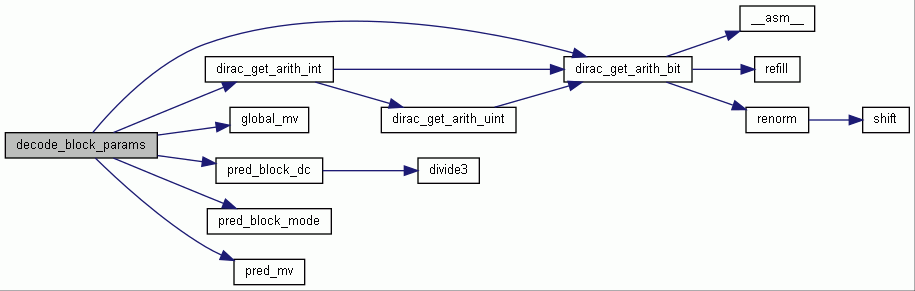 __asm__
dirac_get_arith_int
dirac_get_arith_bit
refill
global_mv
dirac_get_arith_uint
renorm
shift
decode_block_params
pred_block_dc
divide3
pred_block_mode
pred_mv